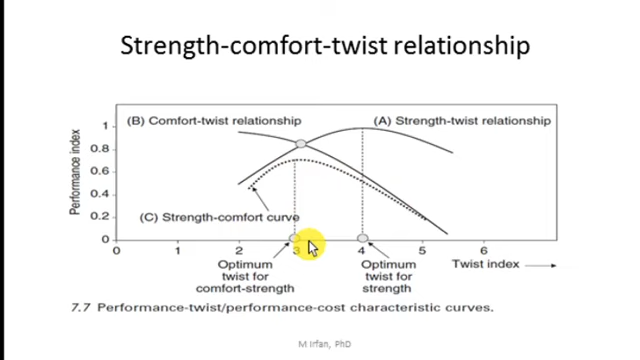 Strength-comfort-twist relationship
(B) Comfort-twist relationship
(A) Strength-twist relationship
Performance index
1
0.8
0.6
0.4
0.2
0
(C) Strength-comfort curve
0 1 2 3 4 5 6
Optimum
twist for
comfort-strength
Optimum
twist for
strength
Twist index
7.7 Performance-twist/performance-cost characteristic curves.
M Irfan, PhD